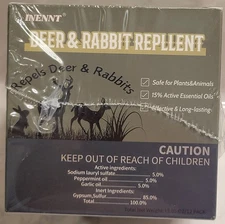 INENNT
DEER & RABBIT REPLLENT
Repels Deer & Rabbits
Safe for Plants&Animals
15% Active Essential Oils
Effective & Long-lasting
CAUTION
KEEP OUT OF REACH OF CHILDREN
Active Ingredients:
Sodium lauryl sulfate 5.0%
Peppermint oil 5.0%
Garlic oil 5.0%
Inert Ingredients:
Gypsum,Sulfur 85.0%
Total 100.0%